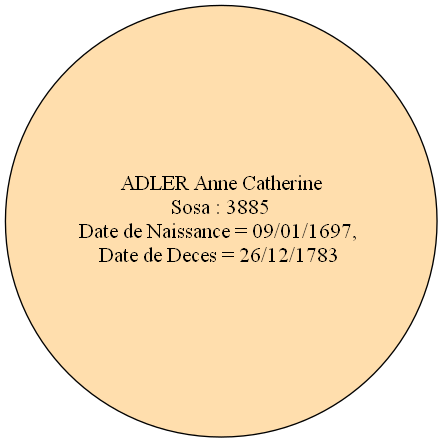 ADLER Anne Catherine
Sosa : 3885
Date de Naissance = 09/01/1697,
Date de Deces = 26/12/1783